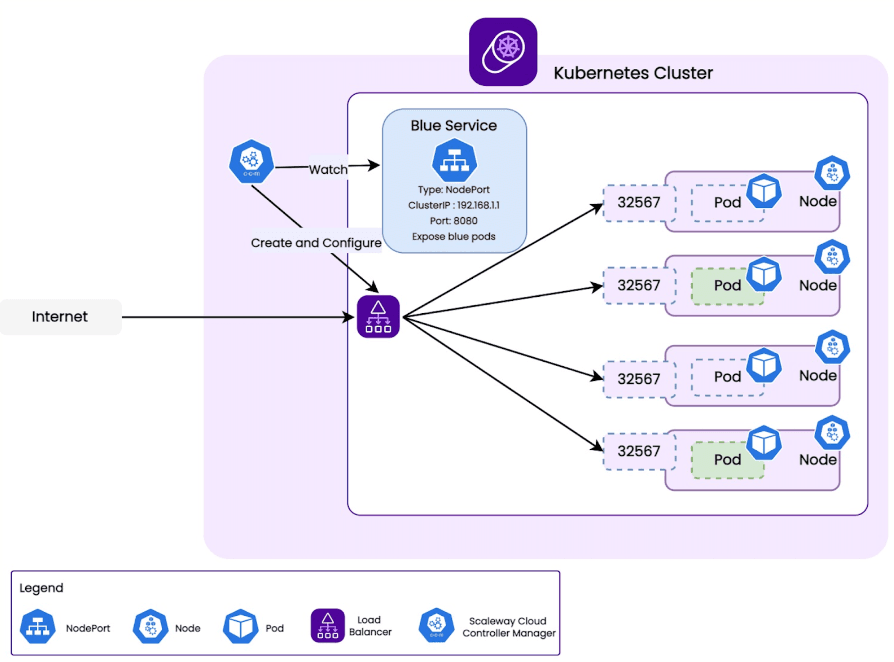 Kubernetes Cluster
Blue Service
Type: NodePort
ClusterIP : 192.168.1.1
Port: 8080
Expose blue pods
c-c-m
Watch
Create and Configure
Internet
32567
Pod
Node
32567
Pod
Node
32567
Pod
Node
32567
Pod
Node
Legend
NodePort
Node
Pod
Load
Balancer
c-c-m
Scaleway Cloud
Controller Manager